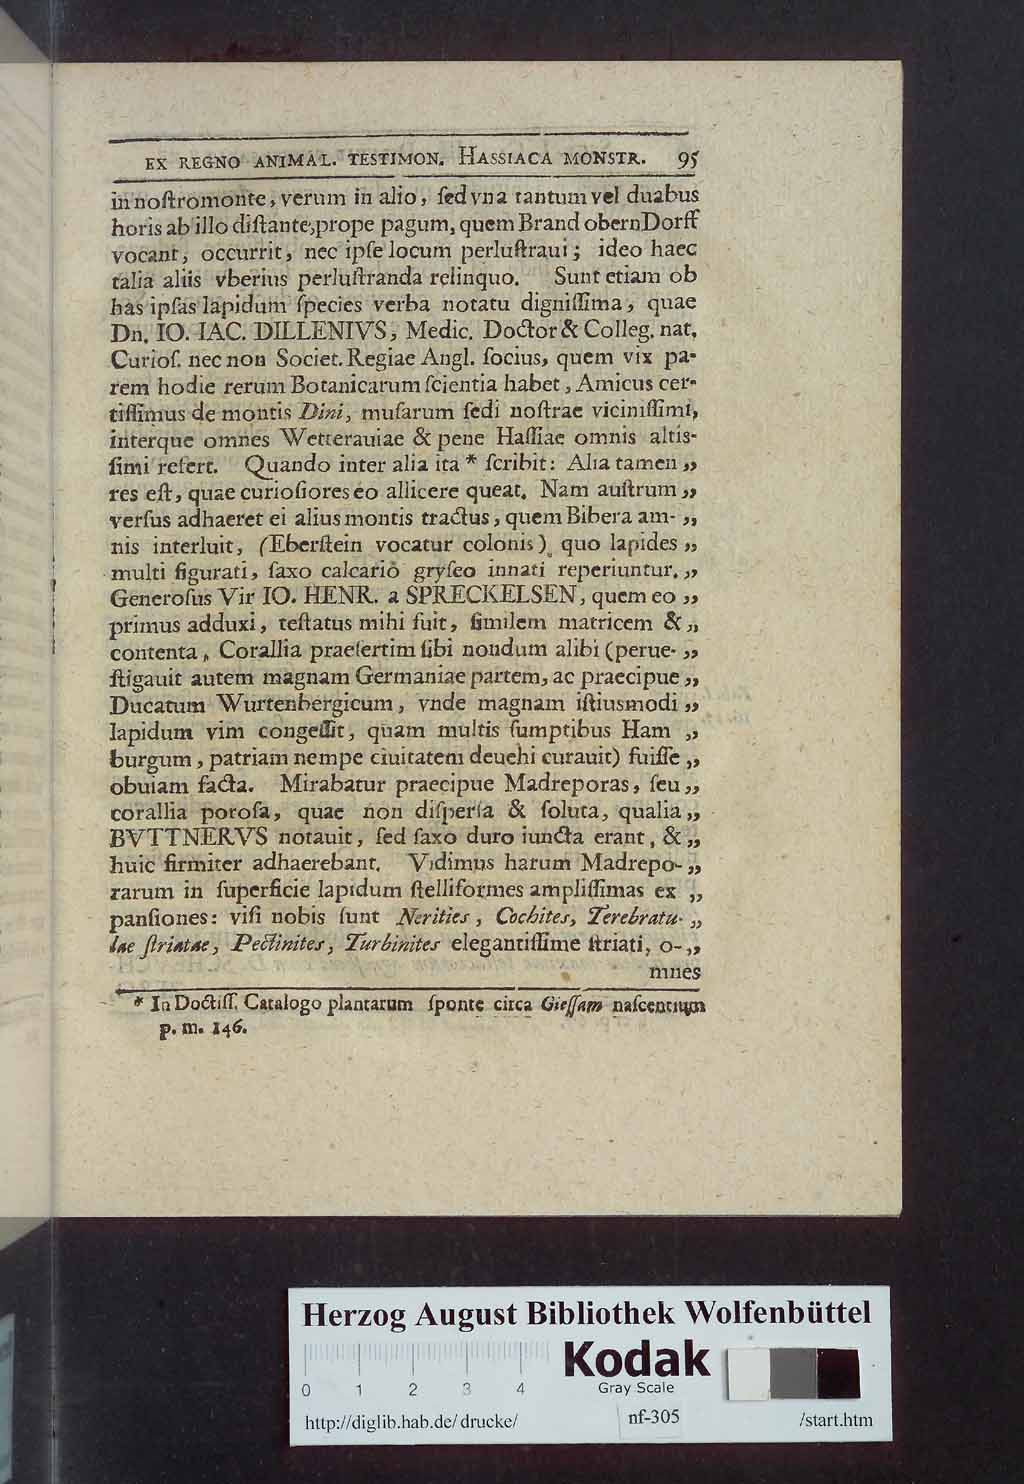 EX REGNO ANIMAL. TESTIMON. HASSIACA MONSTR. 95
in noſtro monte, verum in alio, ſed vna tantum vel duabus
horis ab illo diſtante, prope pagum, quem Brand obernDorff
vocant, occurrit, nec ipſe locum perluſtraui; ideo haec
talia aliis vberius perluſtranda relinquo. Sunt etiam ob
has ipſas lapidum ſpecies verba notatu digniſſima, quae
Dn. IO. IAC. DILLENIVS, Medic. Doctor & Colleg. nat.
Curioſ. nec non Societ. Regiae Angl. ſocius, quem vix pa-
rem hodie rerum Botanicarum ſcientia habet, Amicus cer-
tiſſimus de montis Dini, muſarum ſedi noſtrae viciniſſimi,
interque omnes Wetterauiae & pene Haſſiae omnis altis-
ſimi refert. Quando inter alia ita * ſcribit: Alia tamen „
res eſt, quae curioſiores eo allicere queat. Nam auſtrum „
verſus adhaeret ei alius montis tractus, quem Bibera am- „
nis interluit, (Eberſtein vocatur colonis) quo lapides „
multi figurati, ſaxo calcario gryſeo innati reperiuntur. „
Generoſus Vir IO. HENR. a SPRECKELSEN, quem eo „
primus adduxi, teſtatus mihi fuit, ſimilem matricem & „
contenta, Corallia praeſertim ſibi nondum alibi (perue- „
ſtigauit autem magnam Germaniae partem, ac praecipue „
Ducatum Wurtenbergicum, vnde magnam iſtiusmodi „
lapidum vim congeſſit, quam multis ſumptibus Ham „
burgum, patriam nempe ciuitatem deuehi curauit) fuiſſe „
obuiam facta. Mirabatur praecipue Madreporas, ſeu „
corallia poroſa, quae non diſperſa & ſoluta, qualia „
BVTTNERVS notauit, ſed ſaxo duro iuncta erant, & „
huic firmiter adhaerebant. Vidimus harum Madrepo- „
rarum in ſuperficie lapidum ſtelliformes ampliſſimas ex „
panſiones: viſi nobis ſunt Nerities, Cochites, Terebratu- „
lae ſtriatae, Pectinites, Turbinites elegantiſſime ſtriati, o- „
mnes
* In Doctiſſ. Catalogo plantarum ſponte circa Gieſſam naſcentium
p. m. 146.
Herzog August Bibliothek Wolfenbüttel
Kodak
Gray Scale
0 1 2 3 4
http://diglib.hab.de/drucke/ nf-305 /start.htm